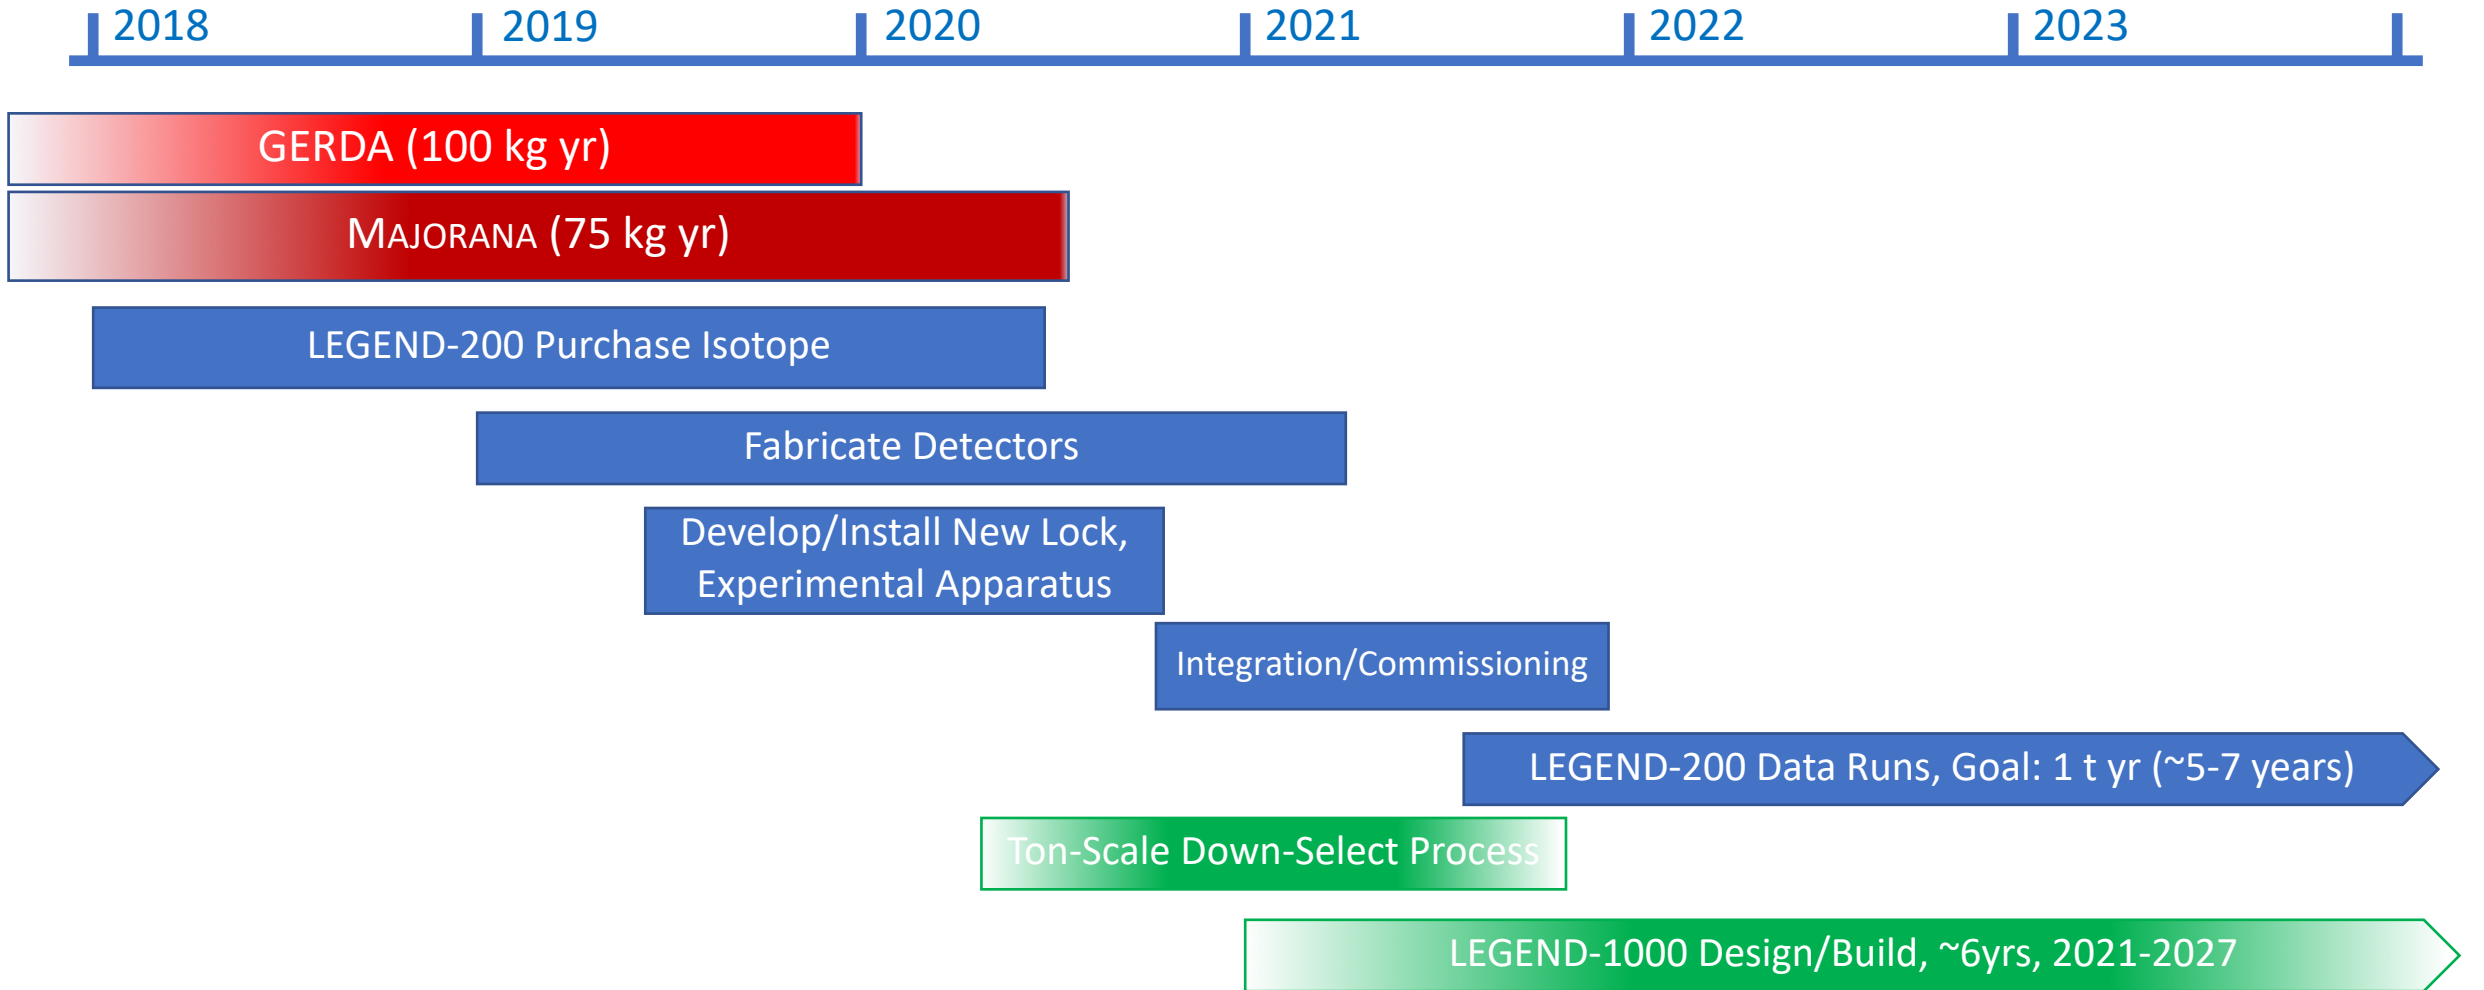 2018 2019 2020 2021 2022 2023
GERDA (100 kg yr)
MAJORANA (75 kg yr)
LEGEND-200 Purchase Isotope
Fabricate Detectors
Develop/Install New Lock,
Experimental Apparatus
Integration/Commissioning
LEGEND-200 Data Runs, Goal: 1 t yr (~5-7 years)
Ton-Scale Down-Select Process
LEGEND-1000 Design/Build, ~6yrs, 2021-2027